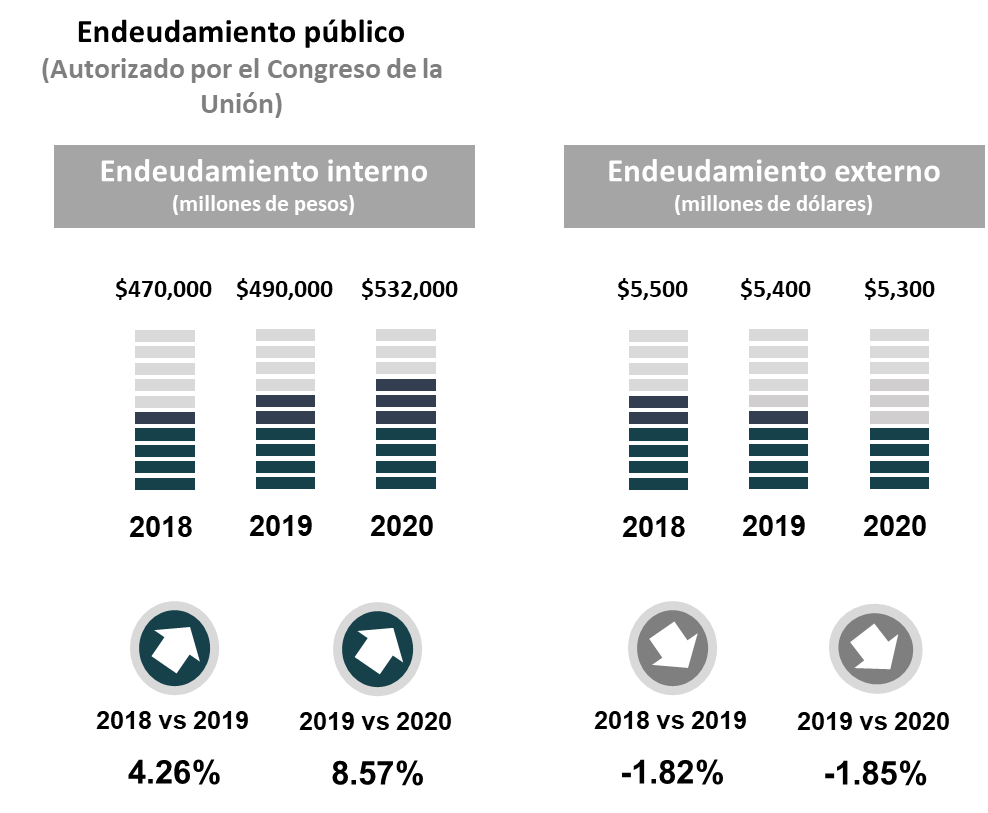 Endeudamiento público
(Autorizado por el Congreso de la
Unión)
Endeudamiento interno
(millones de pesos)
$470,000 $490,000 $532,000
2018 2019 2020
2018 vs 2019 2019 vs 2020
4.26% 8.57%
Endeudamiento externo
(millones de dólares)
$5,500 $5,400 $5,300
2018 2019 2020
2018 vs 2019 2019 vs 2020
-1.82% -1.85%